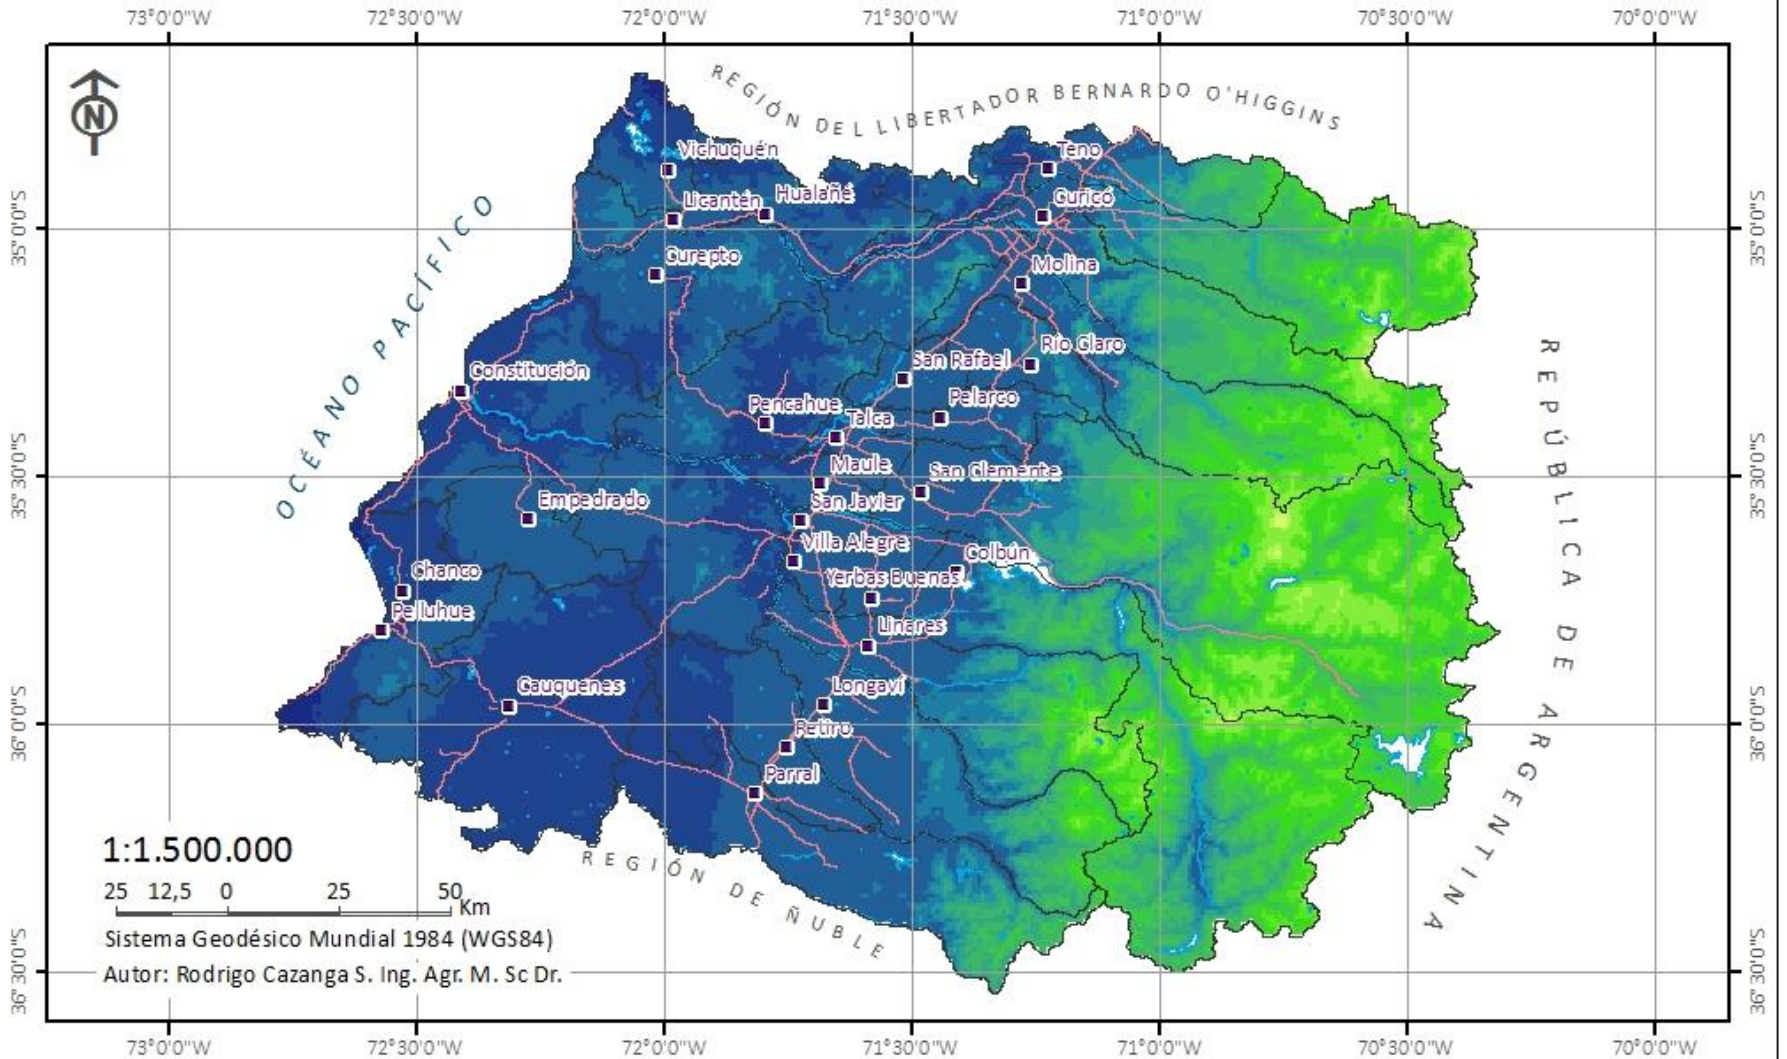 73°0'0"W 72°30'0"W 72°0'0"W 71°30'0"W 71°0'0"W 70°30'0"W 70°0'0"W
N
REGIÓN DEL LIBERTADOR BERNARDO O'HIGGINS
Vichuquén
Teno
Licantén
Hualañé
Curicó
35°0'0"S
35°0'0"S
OCÉANO PACÍFICO
Curepto
Molina
San Rafael
Río Claro
Constitución
Pencahue
Talca
Pelarco
REPÚBLICA DE ARGENTINA
Maule
San Clemente
35°30'0"S
35°30'0"S
Empedrado
San Javier
Villa Alegre
Colbún
Chanco
Yerbas Buenas
Pelluhue
Linares
Cauquenes
Longaví
36°0'0"S
36°0'0"S
Retiro
Parral
1:1.500.000
REGIÓN DE ÑUBLE
25 12,5 0 25 50 Km
Sistema Geodésico Mundial 1984 (WGS84)
Autor: Rodrigo Cazanga S. Ing. Agr. M. Sc Dr.
36°30'0"S
36°30'0"S
73°0'0"W 72°30'0"W 72°0'0"W 71°30'0"W 71°0'0"W 70°30'0"W 70°0'0"W